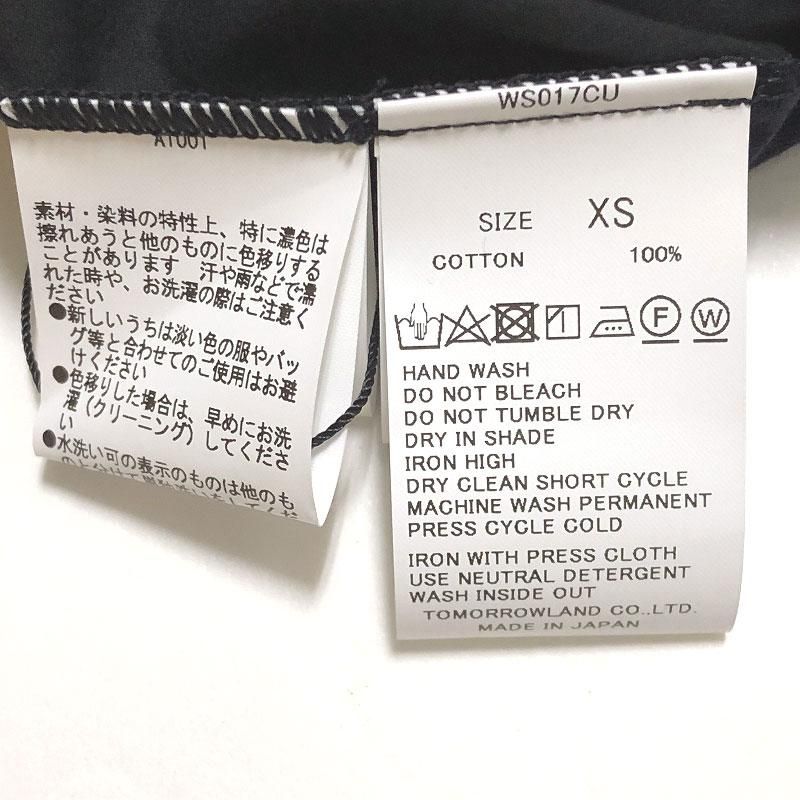 A1001
素材・染料の特性上、特に濃色は
擦れあうと他のものに色移りする
ことがあります 汗や雨などで濡
れた時や、お洗濯の際はご注意く
ださい
●新しいうちは淡い色の服やバッ
グ等と合わせてのご使用はお避
けください
●色移りした場合は、早めにお洗
濯(クリーニング)してくださ
い
●水洗い可の表示のものは他のも
WS017CU
SIZE XS
COTTON 100%
F W
HAND WASH
DO NOT BLEACH
DO NOT TUMBLE DRY
DRY IN SHADE
IRON HIGH
DRY CLEAN SHORT CYCLE
MACHINE WASH PERMANENT
PRESS CYCLE COLD
IRON WITH PRESS CLOTH
USE NEUTRAL DETERGENT
WASH INSIDE OUT
TOMORROWLAND CO.,LTD.
MADE IN JAPAN